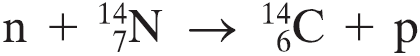 n + ¹⁴₇N → ¹⁴₆C + p